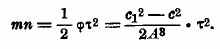 mn = 1/2 φτ² = (c₁² − c²)/(2A³) · τ².